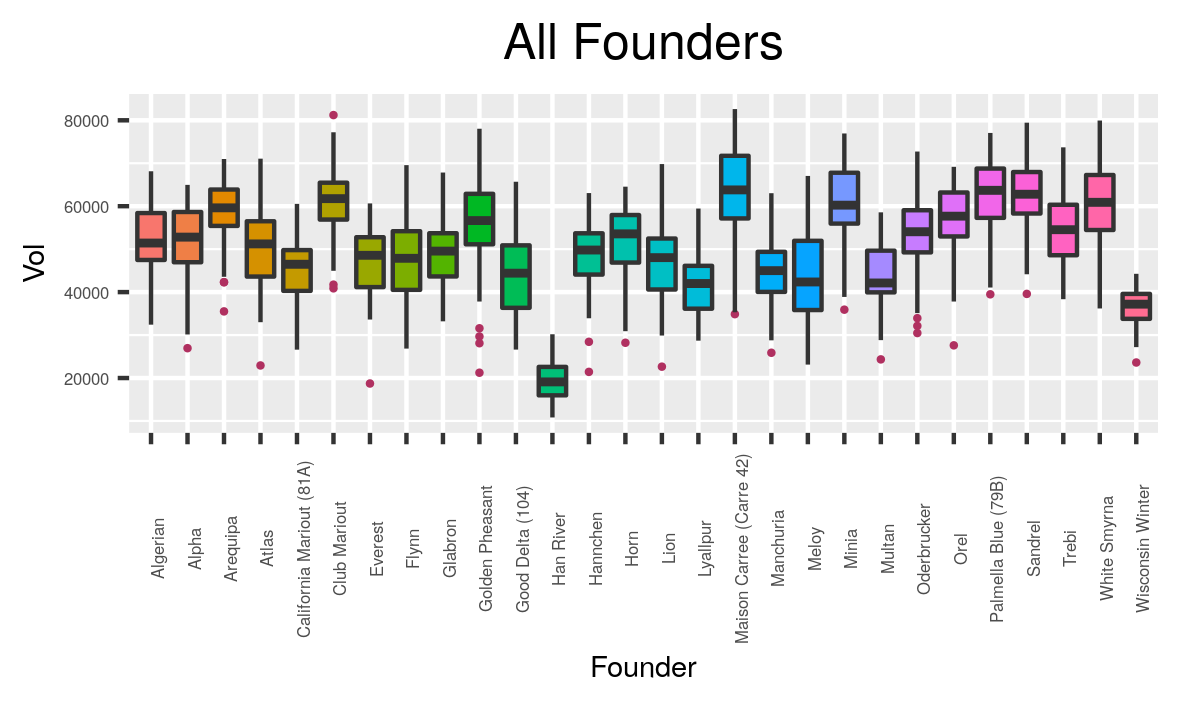 All Founders
Vol
80000
60000
40000
20000
Algerian
Alpha
Arequipa
Atlas
California Mariout (81A)
Club Mariout
Everest
Flynn
Glabron
Golden Pheasant
Good Delta (104)
Han River
Hannchen
Horn
Lion
Lyallpur
Maison Carree (Carre 42)
Manchuria
Meloy
Minia
Multan
Oderbrucker
Orel
Palmella Blue (79B)
Sandrel
Trebi
White Smyrna
Wisconsin Winter
Founder